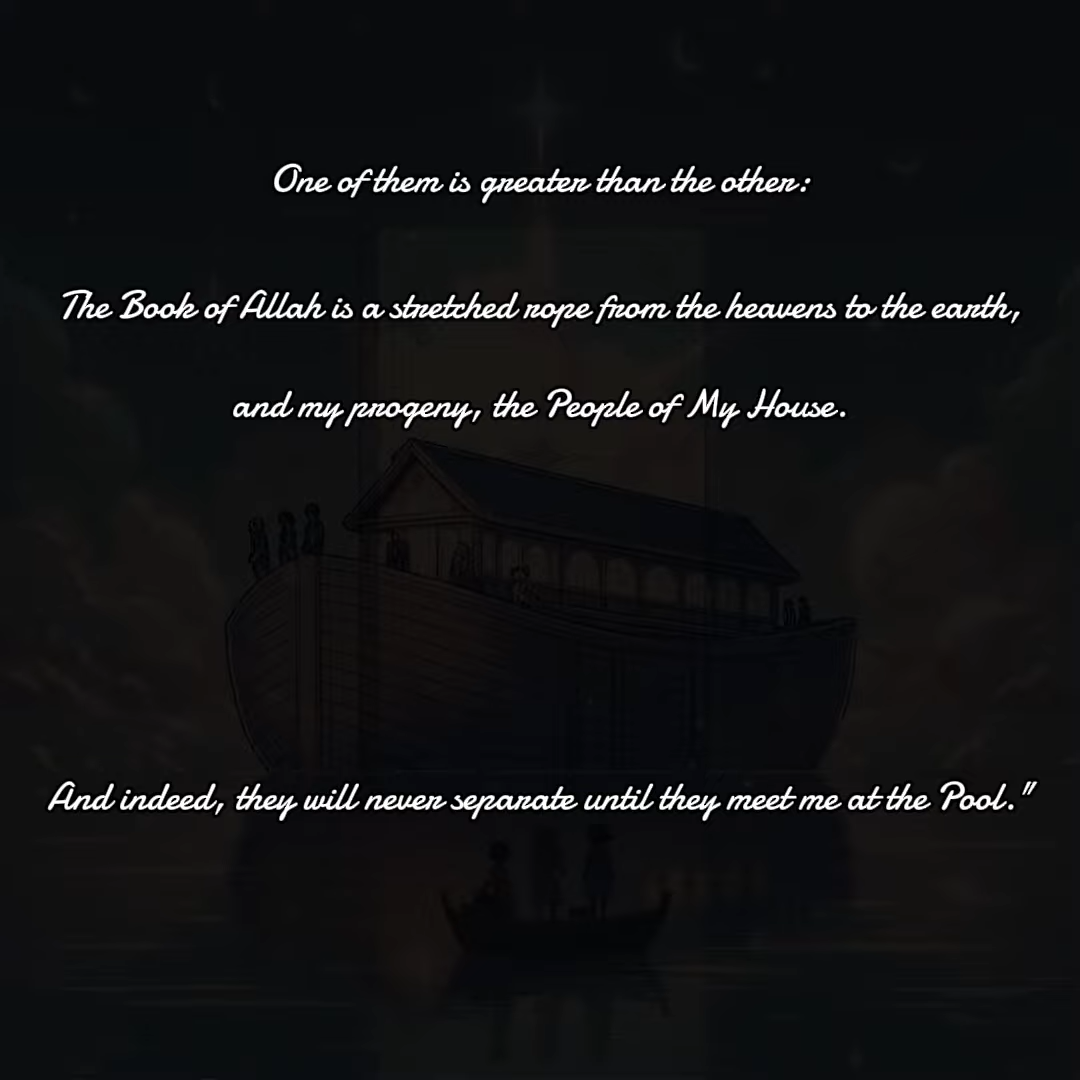 One of them is greater than the other:
The Book of Allah is a stretched rope from the heavens to the earth,
and my progeny, the People of My House.
And indeed, they will never separate until they meet me at the Pool."